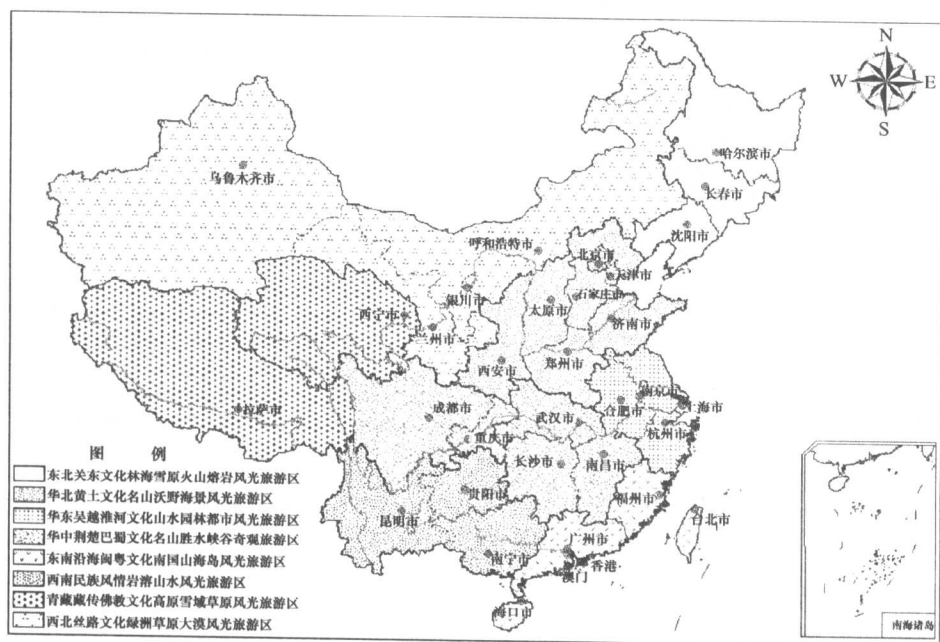 N
W
E
S
哈尔滨市
乌鲁木齐市
长春市
沈阳市
呼和浩特市
北京市
天津市
银川市
石家庄市
太原市
西宁市
济南市
兰州市
西安市
郑州市
南京市
合肥市
上海市
拉萨市
成都市
武汉市
杭州市
重庆市
长沙市
南昌市
贵阳市
福州市
昆明市
台北市
广州市
南宁市
香港
澳门
海口市
南海诸岛
图 例
东北关东文化林海雪原火山熔岩风光旅游区
华北黄土文化名山沃野海景风光旅游区
华东吴越淮河文化山水园林都市风光旅游区
华中荆楚巴蜀文化名山胜水峡谷奇观旅游区
东南沿海闽粤文化南国山海岛风光旅游区
西南民族风情岩溶山水风光旅游区
青藏藏传佛教文化高原雪域草原风光旅游区
西北丝路文化绿洲草原大漠风光旅游区